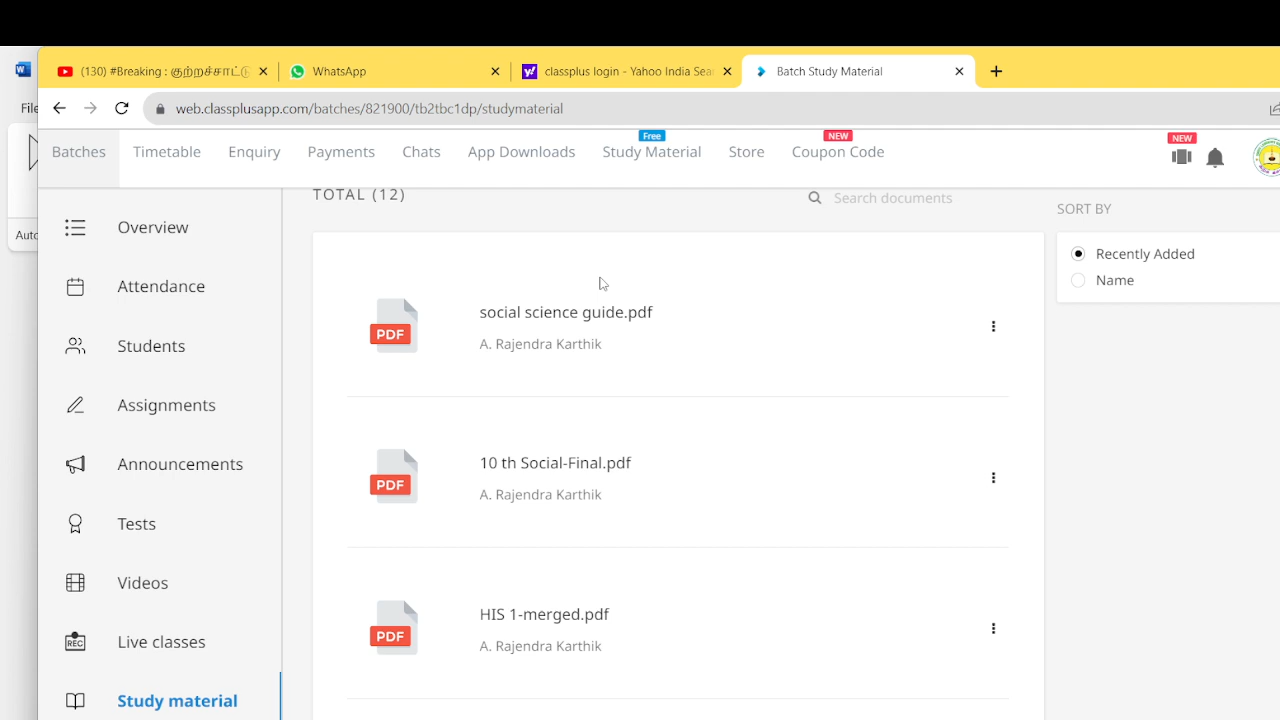 (130) #Breaking : குற்றச்சாட்டு
WhatsApp
classplus login - Yahoo India Sea
Batch Study Material
File
web.classplusapp.com/batches/821900/tb2tbc1dp/studymaterial
Batches
Timetable
Enquiry
Payments
Chats
App Downloads
Free
Study Material
Store
NEW
Coupon Code
NEW
Auto
TOTAL (12)
Search documents
SORT BY
Recently Added
Name
Overview
Attendance
Students
Assignments
Announcements
Tests
Videos
REC
Live classes
Study material
PDF
social science guide.pdf
A. Rajendra Karthik
PDF
10 th Social-Final.pdf
A. Rajendra Karthik
PDF
HIS 1-merged.pdf
A. Rajendra Karthik